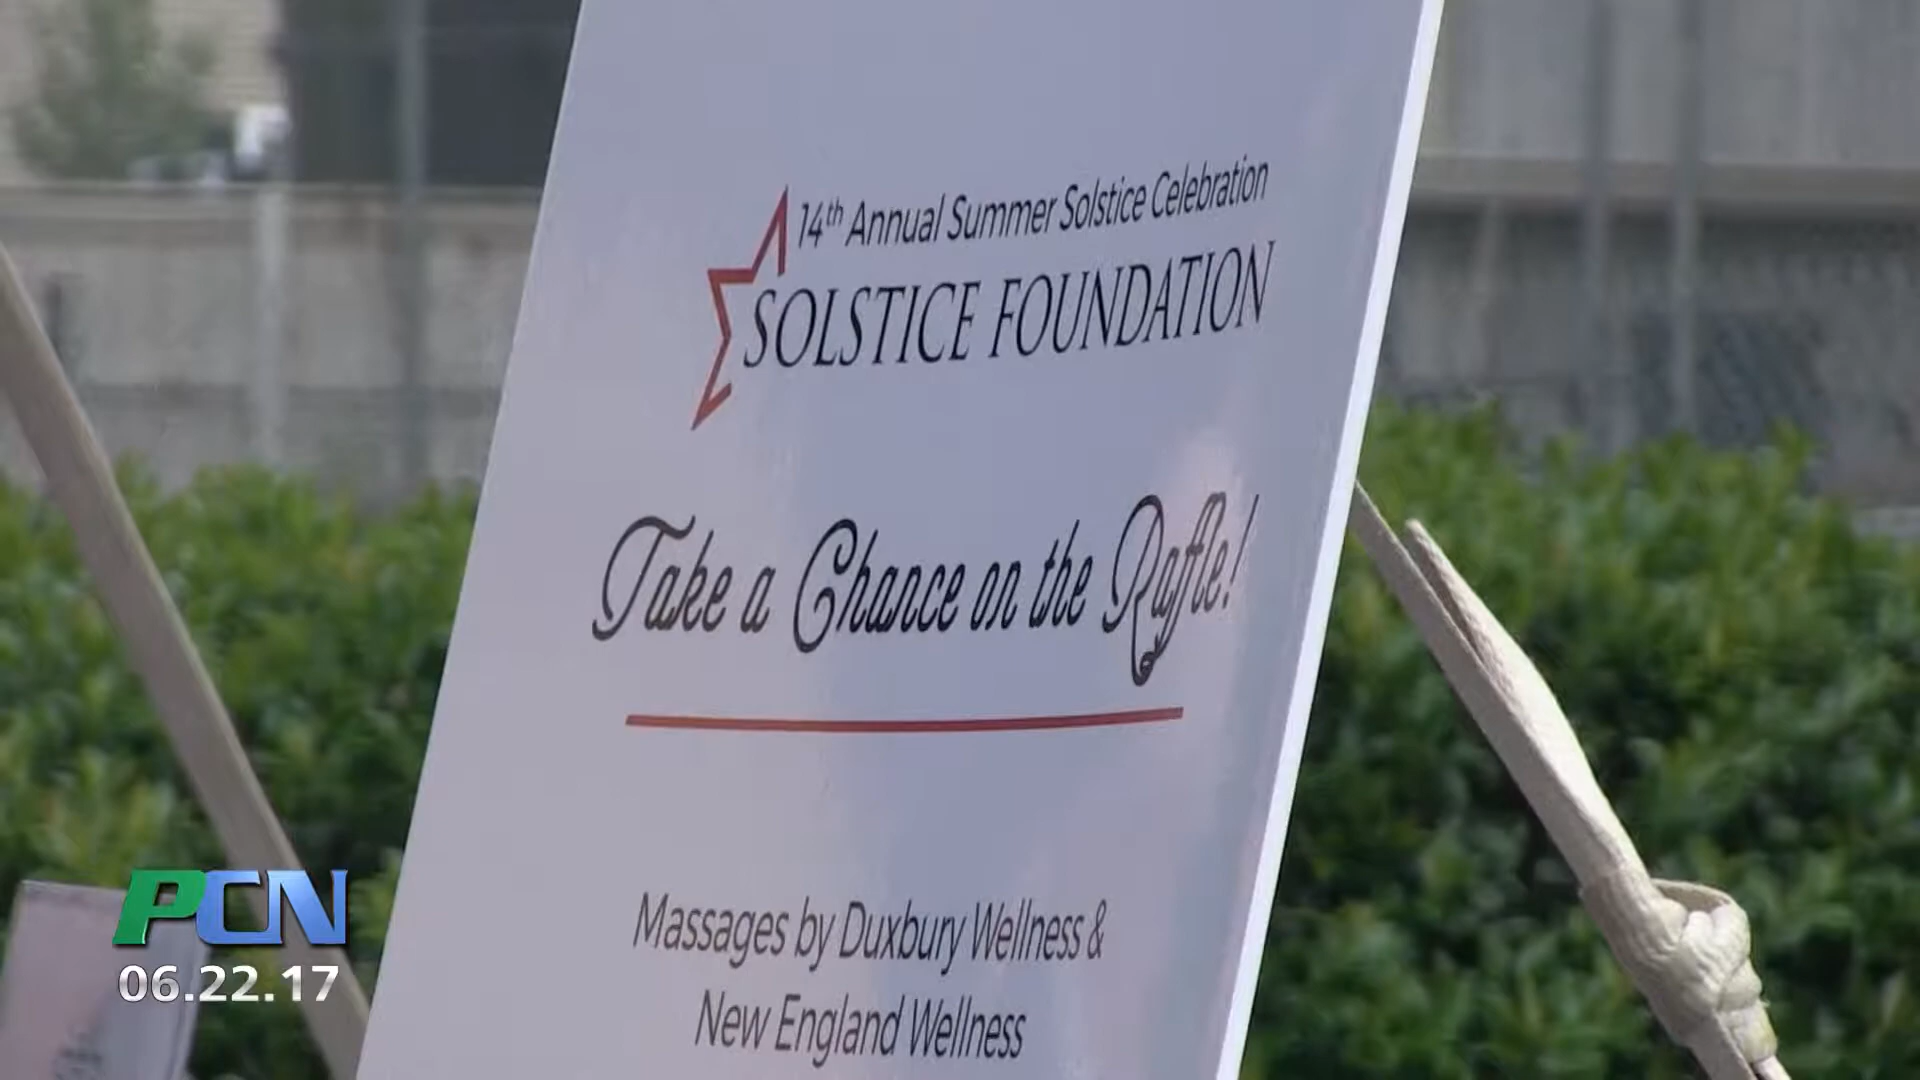 14th Annual Summer Solstice Celebration
SOLSTICE FOUNDATION
Take a Chance on the Raffle!
Massages by Duxbury Wellness &
New England Wellness
PCN
06.22.17